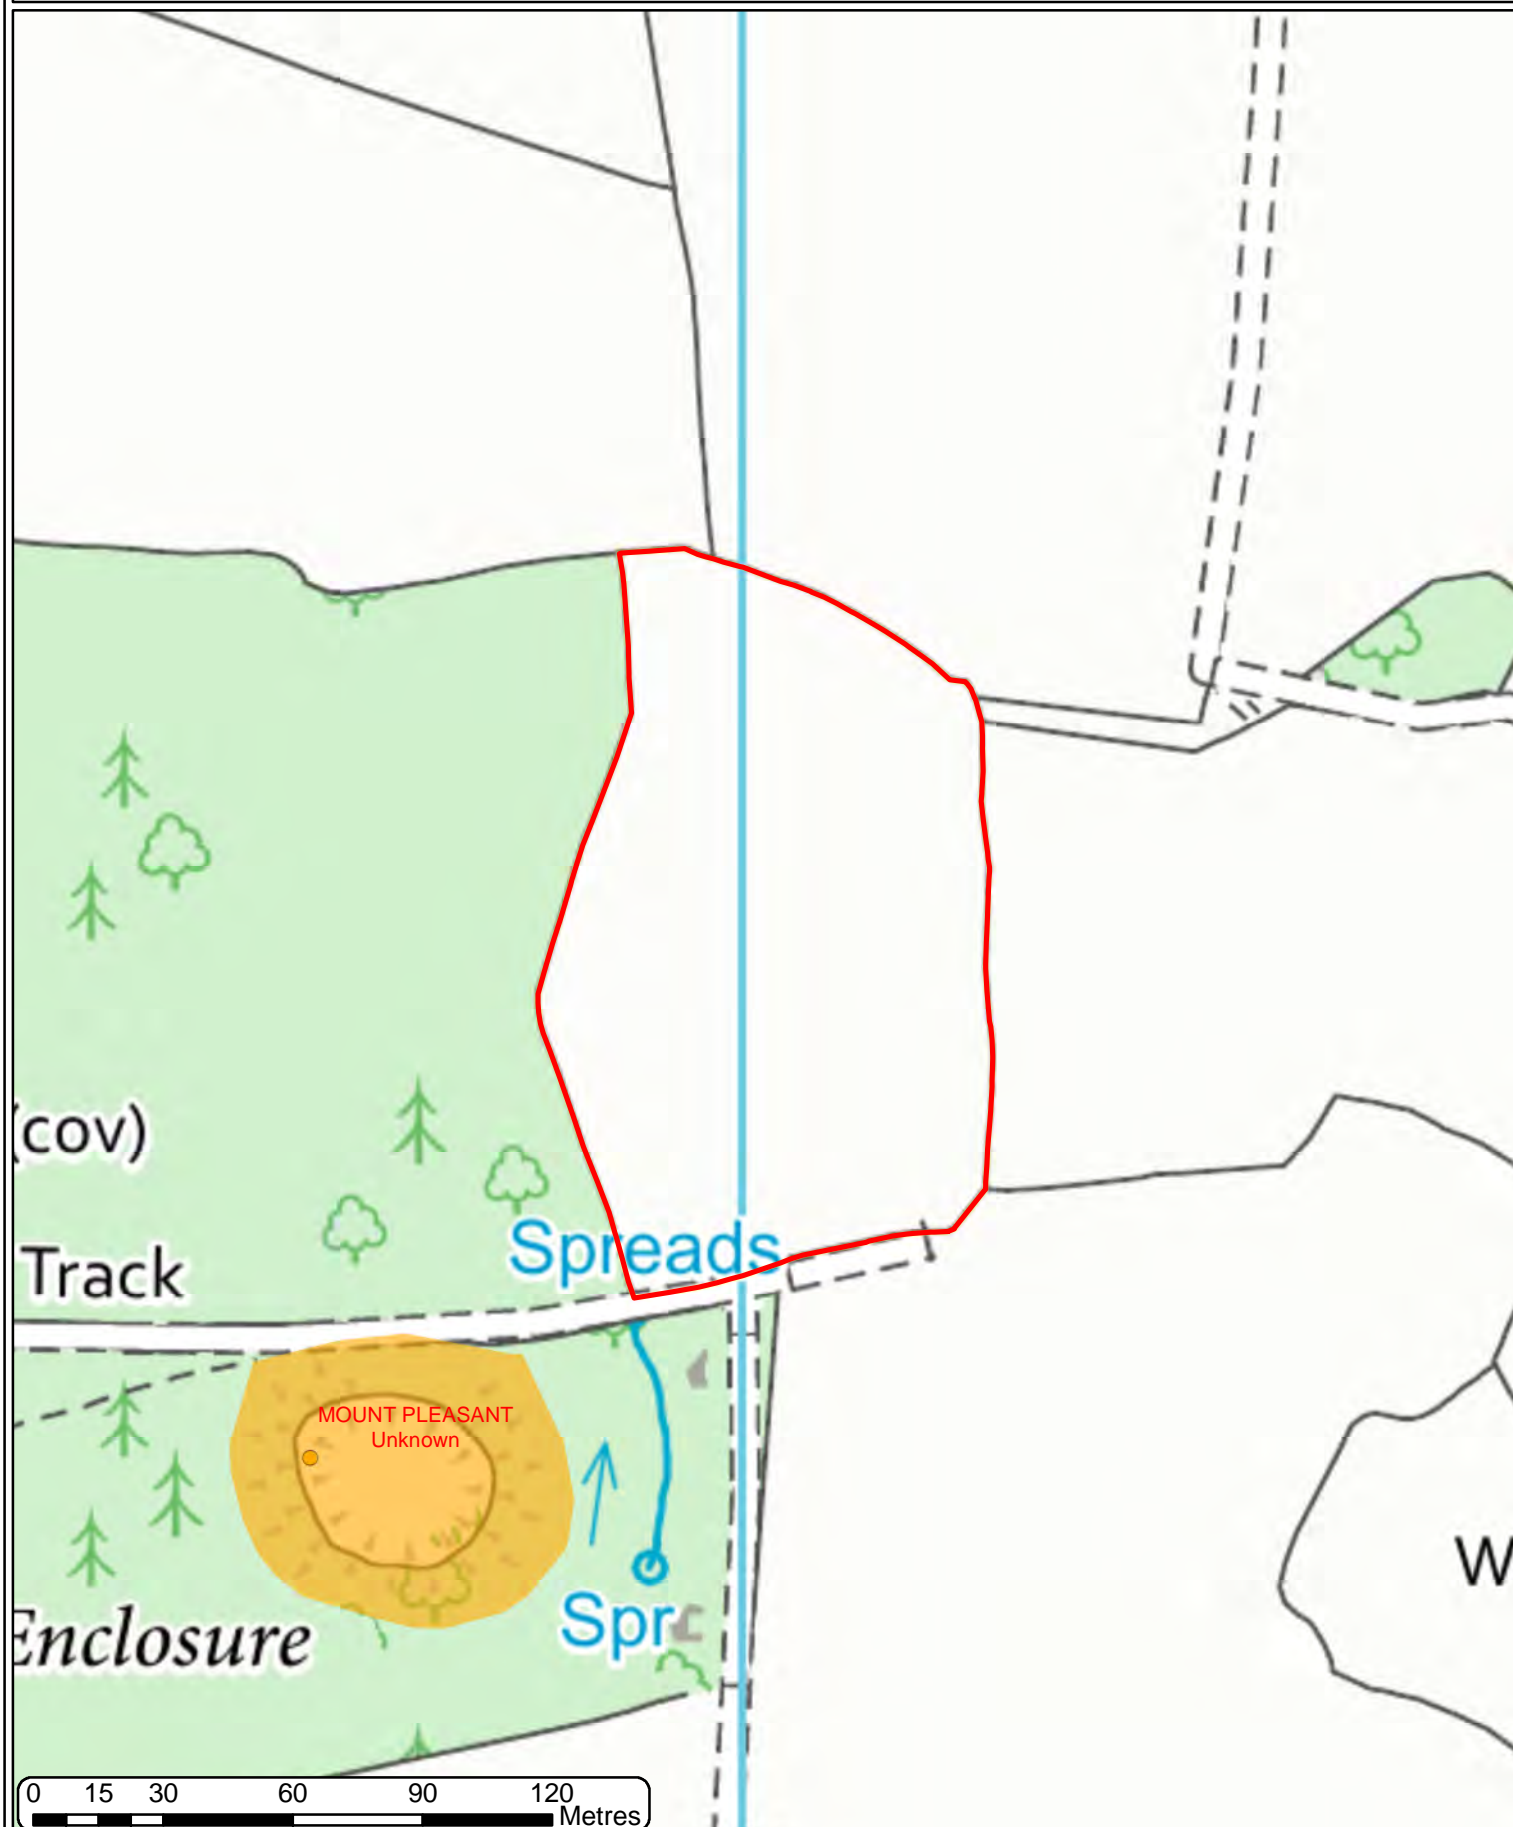 (cov)
Spreads
Track
MOUNT PLEASANT
Unknown
W
Spr
Enclosure
0 15 30 60 90 120
Metres